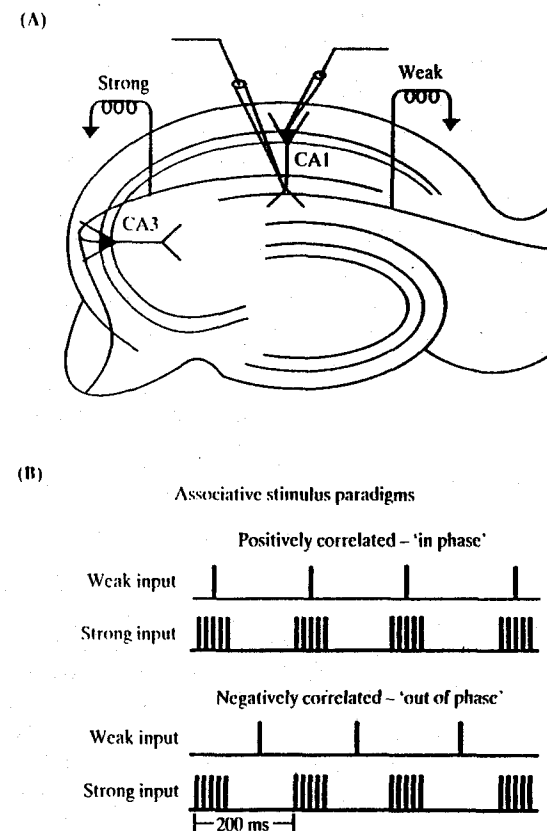 (A)
Strong
Weak
CA1
CA3
(B)
Associative stimulus paradigms
Positively correlated – ‘in phase’
Weak input
Strong input
Negatively correlated – ‘out of phase’
Weak input
Strong input
200 ms